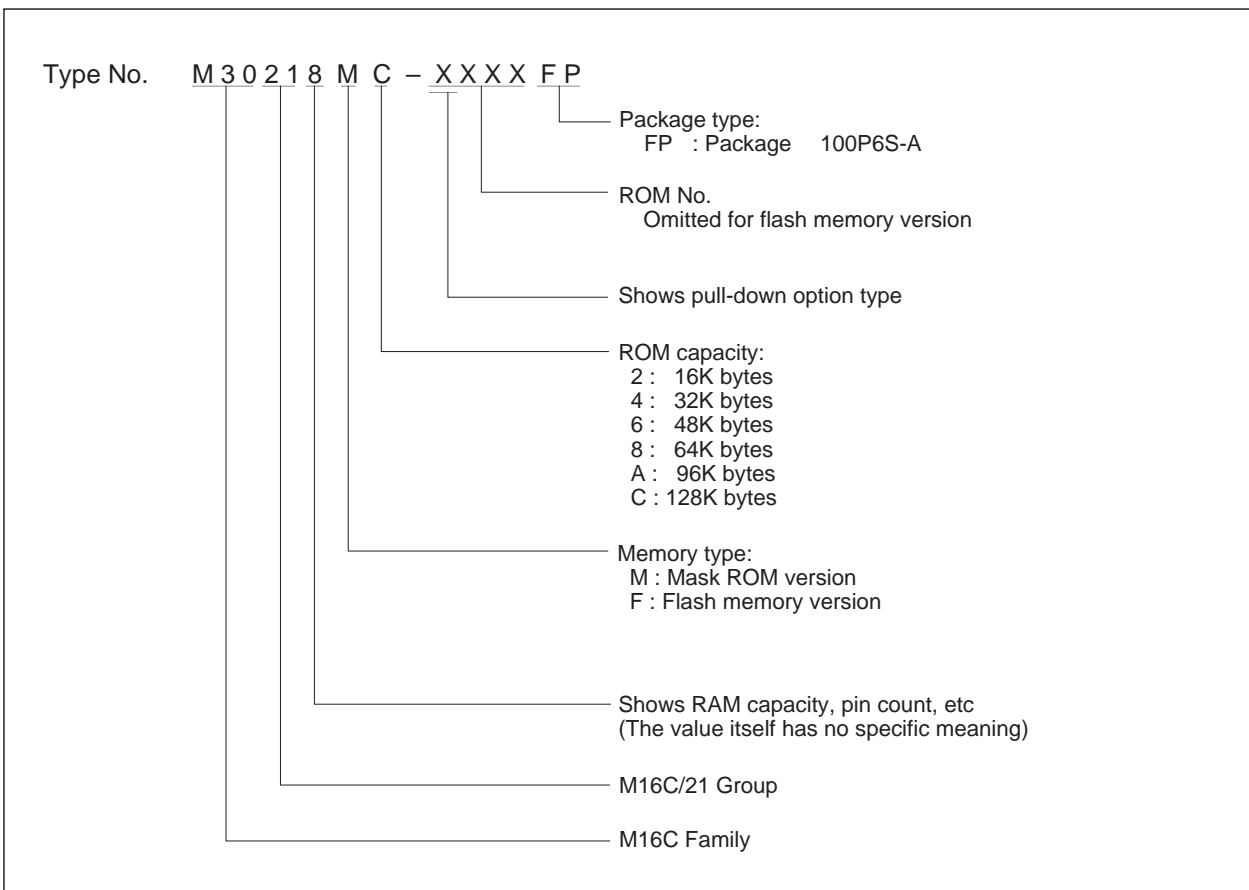 Type No. M 3 0 2 1 8 M C – X X X X F P
Package type:
FP : Package 100P6S-A
ROM No.
Omitted for flash memory version
Shows pull-down option type
ROM capacity:
2 : 16K bytes
4 : 32K bytes
6 : 48K bytes
8 : 64K bytes
A : 96K bytes
C : 128K bytes
Memory type:
M : Mask ROM version
F : Flash memory version
Shows RAM capacity, pin count, etc
(The value itself has no specific meaning)
M16C/21 Group
M16C Family